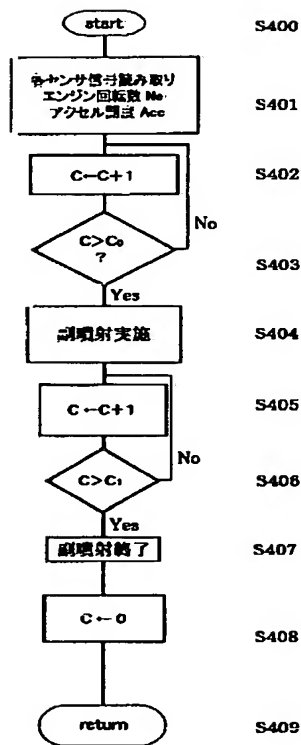 start
S400
各センサ信号読み取り
エンジン回転数 Ne
アクセル開度 Acc
S401
C←C+1
S402
No
C>C₀
?
S403
Yes
副噴射実施
S404
C←C+1
S405
No
C>C₁
S406
Yes
副噴射終了
S407
C←0
S408
return
S409